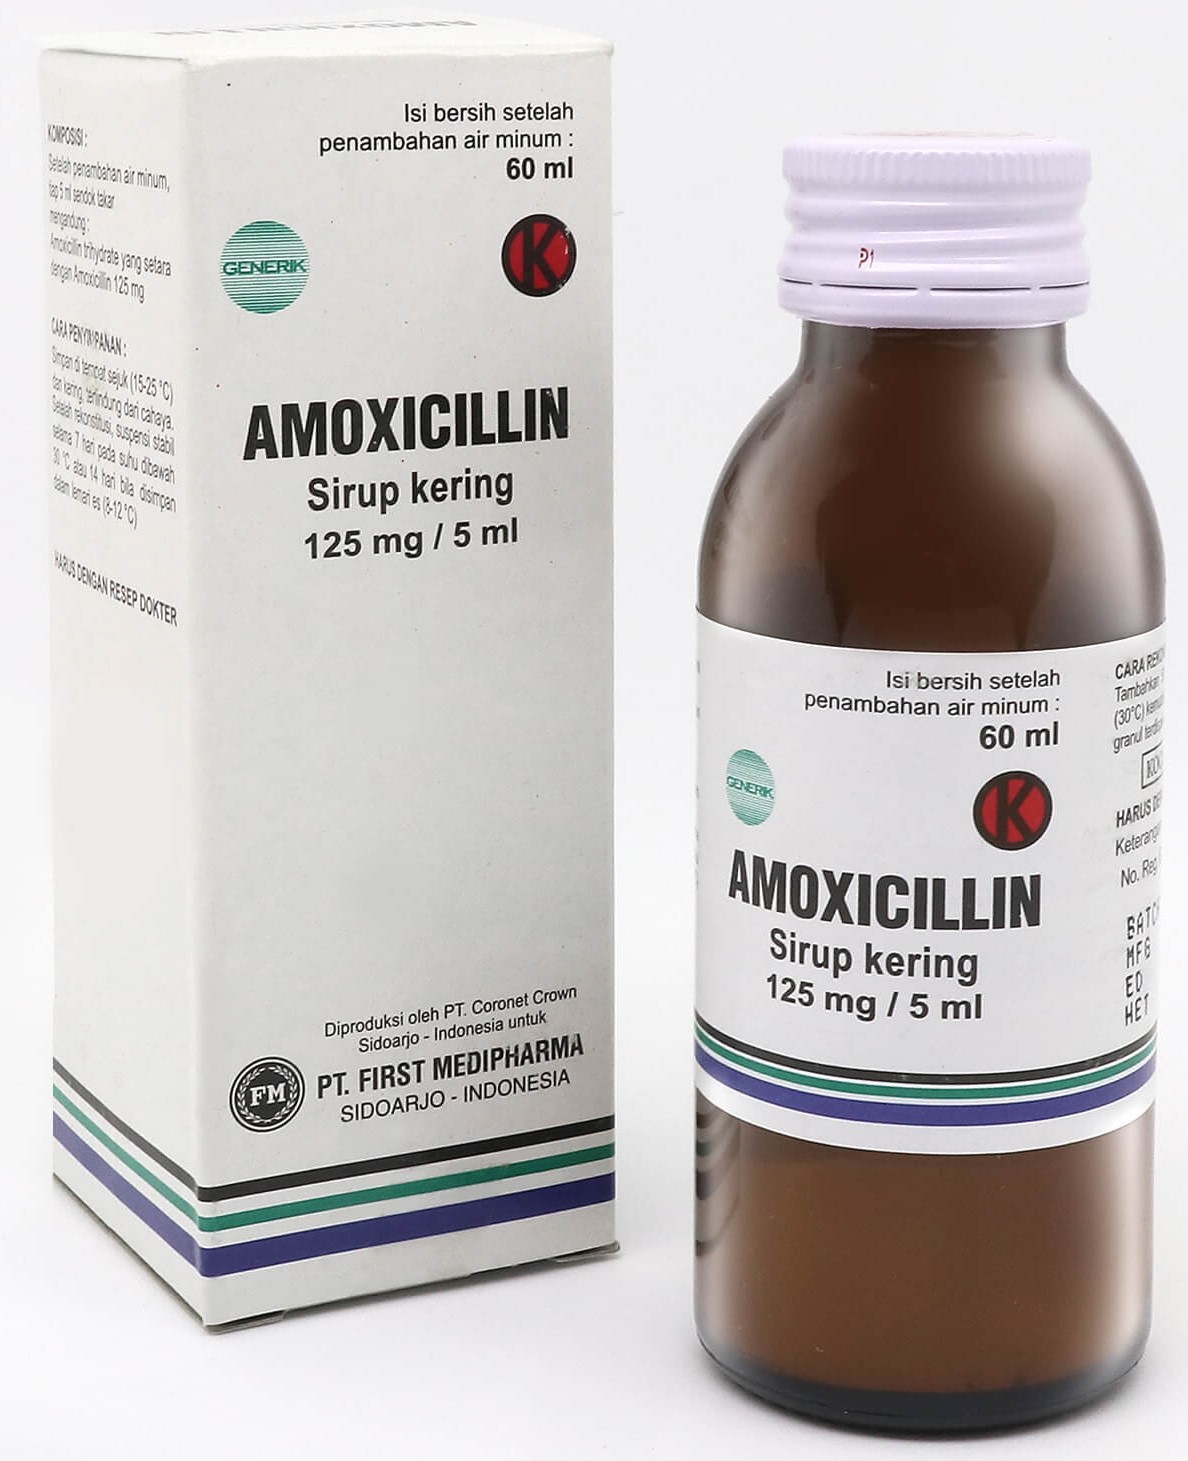 KOMPOSISI :
Setelah penambahan air minum,
tiap 5 ml sendok takar
mengandung :
Amoxicillin trihydrate yang setara
dengan Amoxicillin 125 mg
CARA PENYIMPANAN :
Simpan di tempat sejuk (15-25 °C)
dan kering, terlindung dari cahaya.
Setelah rekonstitusi, suspensi stabil
selama 7 hari pada suhu dibawah
30 °C atau 14 hari bila disimpan
dalam lemari es (8-12 °C)
HARUS DENGAN RESEP DOKTER
Isi bersih setelah
penambahan air minum :
60 ml
GENERIK
K
AMOXICILLIN
Sirup kering
125 mg / 5 ml
Diproduksi oleh PT. Coronet Crown
Sidoarjo - Indonesia untuk
FM
PT. FIRST MEDIPHARMA
SIDOARJO - INDONESIA
P1
Isi bersih setelah
penambahan air minum :
60 ml
GENERIK
K
AMOXICILLIN
Sirup kering
125 mg / 5 ml
CARA
Tambahkan
(30°C)
granul
HARUS
No. Reg.
BATCH
MFG
ED
HET